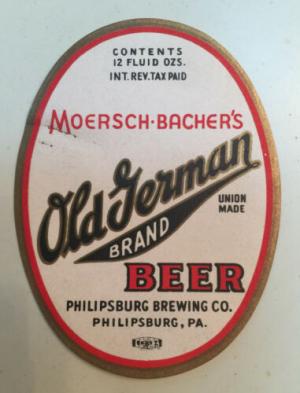 CONTENTS
12 FLUID OZS.
INT. REV. TAX PAID
MOERSCH-BACHER'S
Old German
BRAND
UNION
MADE
BEER
PHILIPSBURG BREWING CO.
PHILIPSBURG, PA.